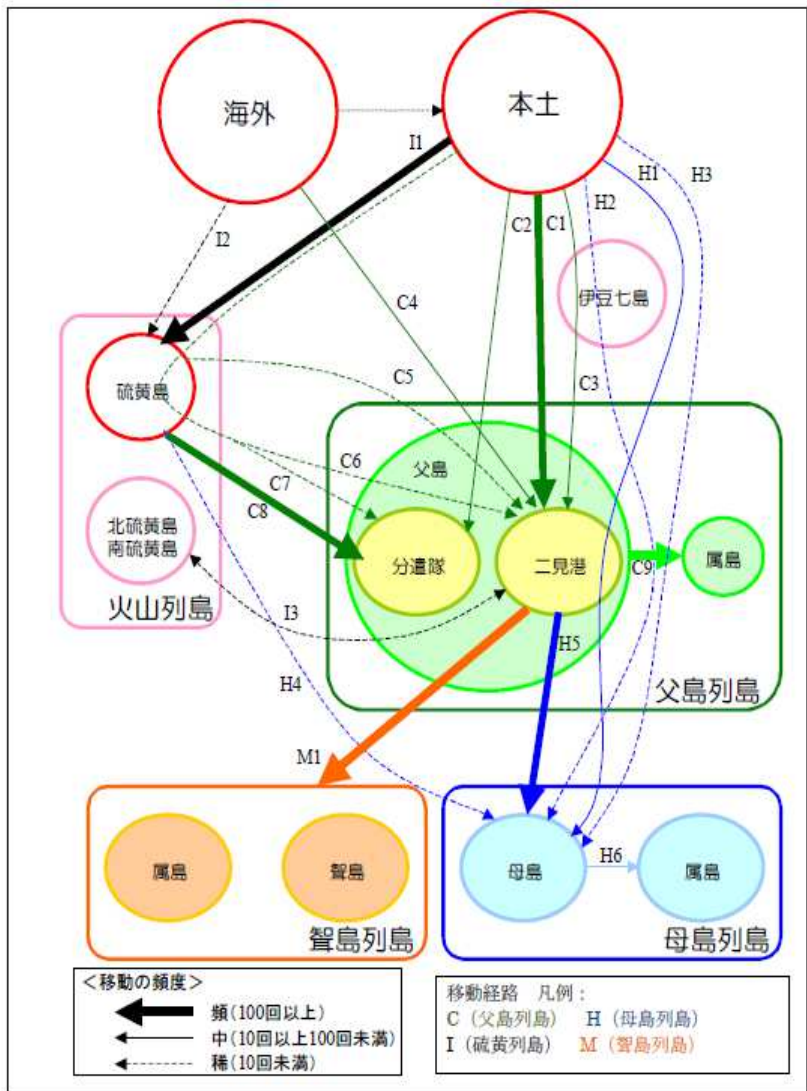 海外
本土
I1
H1
H3
H2
C2
C1
I2
伊豆七島
C4
C3
硫黄島
C5
父島
C6
C7
C8
北硫黄島
南硫黄島
分遣隊
二見港
C9
属島
火山列島
I3
H5
H4
父島列島
M1
属島
聟島
母島
H6
属島
聟島列島
母島列島
＜移動の頻度＞
頻(100回以上)
中(10回以上100回未満)
稀(10回未満)
移動経路　凡例：
C（父島列島）　H（母島列島）
I（硫黄列島）　M（聟島列島）